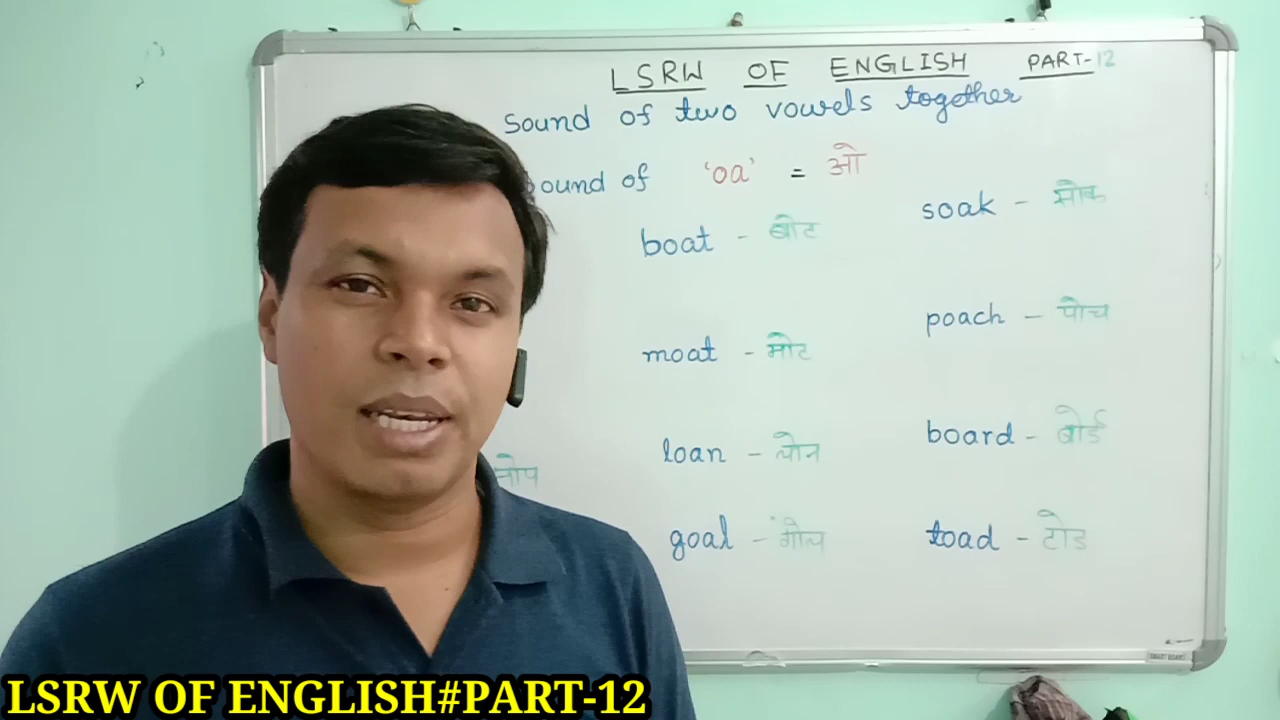 LSRW OF ENGLISH PART-12
Sound of two vowels together
Sound of 'oa' = ओ
boat - बोट
soak - सोक
moat - मोट
poach - पोच
loan - लोन
board - बोर्ड
goal - गोल
toad - टोड
LSRW OF ENGLISH#PART-12